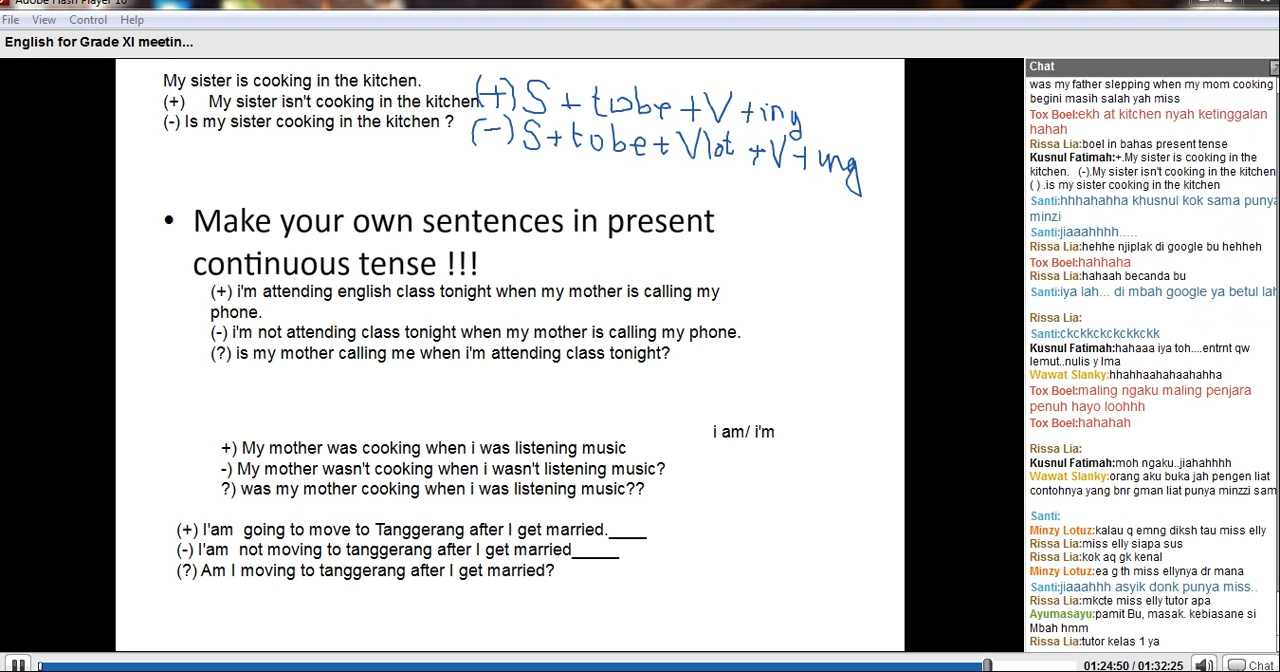 Adobe Flash Player 10
File View Control Help
English for Grade XI meetin...
My sister is cooking in the kitchen.
(+) My sister isn't cooking in the kitchen
(-) Is my sister cooking in the kitchen ?
(+) S + tobe + V + ing
(-) S + tobe + V1ot + V + ing
• Make your own sentences in present
continuous tense !!!
(+) i'm attending english class tonight when my mother is calling my
phone.
(-) i'm not attending class tonight when my mother is calling my phone.
(?) is my mother calling me when i'm attending class tonight?
i am/ i'm
+) My mother was cooking when i was listening music
-) My mother wasn't cooking when i wasn't listening music?
?) was my mother cooking when i was listening music??
(+) I'am going to move to Tanggerang after I get married.____
(-) I'am not moving to tanggerang after I get married_____
(?) Am I moving to tanggerang after I get married?
Chat
was my father slepping when my mom cooking
begini masih salah yah miss
Tox Boel:ekh at kitchen nyah ketinggalan
hahah
Rissa Lia:boel in bahas present tense
Kusnul Fatimah:+.My sister is cooking in the
kitchen. (-).My sister isn't cooking in the kitchen
( ) .is my sister cooking in the kitchen
Santi:hhhahahha khusnul kok sama puny
minzi
Santi:jiaaahhhh.....
Rissa Lia:hehhe njiplak di google bu hehheh
Tox Boel:hahhaha
Rissa Lia:hahaah becanda bu
Santi:iya lah... di mbah google ya betul lah
Rissa Lia:
Santi:ckckkckckckkckk
Kusnul Fatimah:hahaaa iya toh....entrnt qw
lemut..nulis y lma
Wawat Slanky:hhahhaahahaahahha
Tox Boel:maling ngaku maling penjara
penuh hayo loohhh
Tox Boel:hahahah
Rissa Lia:
Kusnul Fatimah:moh ngaku..jiahahhhh
Wawat Slanky:orang aku buka jah pengen liat
contohnya yang bnr gman liat punya minzzi sam
Santi:
Minzy Lotuz:kalau q emng diksh tau miss elly
Rissa Lia:miss elly siapa sus
Rissa Lia:kok aq gk kenal
Minzy Lotuz:ea g th miss ellynya dr mana
Santi:jiaaahhh asyik donk punya miss..
Rissa Lia:mkcte miss elly tutor apa
Ayumasayu:pamit Bu, masak. kebiasane si
Mbah hmm
Rissa Lia:tutor kelas 1 ya
01:24:50 / 01:32:25
Chat